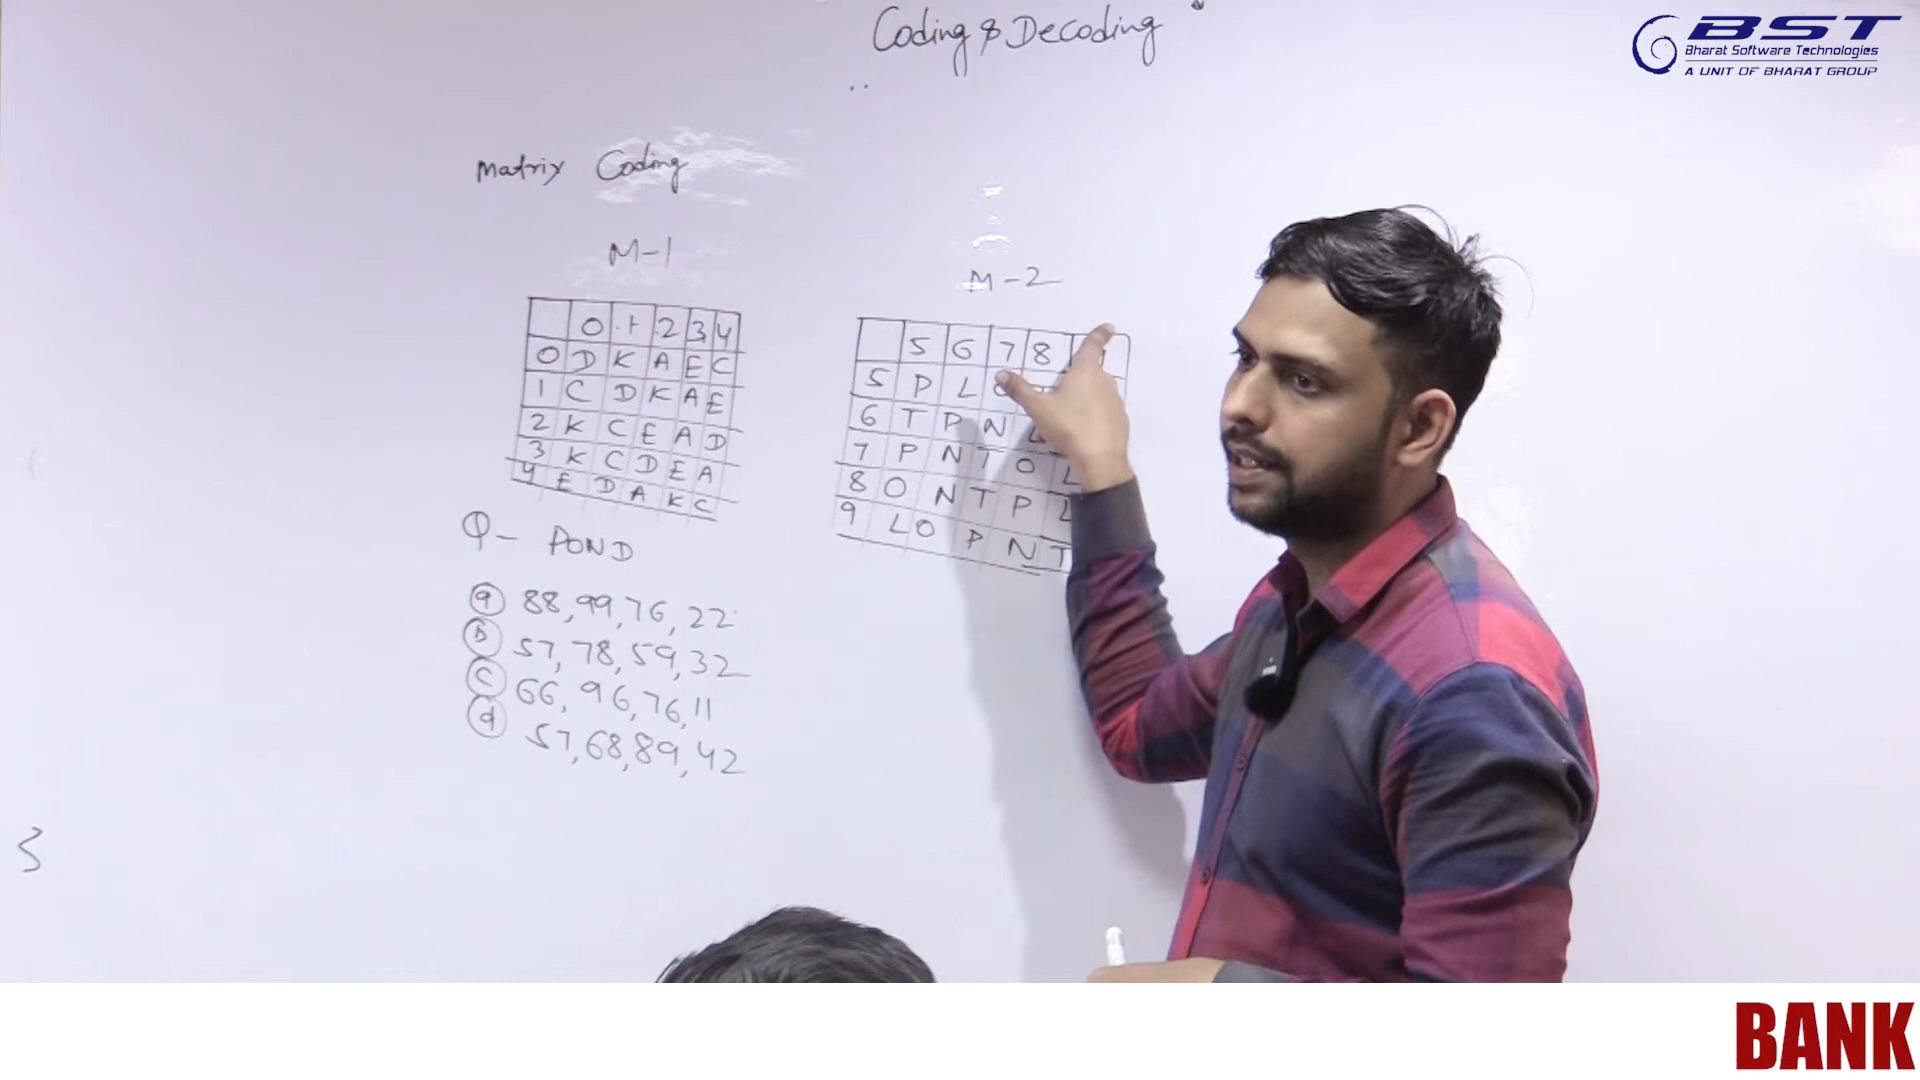 Coding & Decoding
BST
Bharat Software Technologies
A UNIT OF BHARAT GROUP
Matrix Coding
M-1
0 1 2 3 4
0 D K A E C
1 C D K A E
2 K C E A D
3 K C D E A
4 E D A K C
M-2
5 6 7 8
5 P L
6 T P N L
7 P N T O L
8 O N T P L
9 L O P N T
Q- POND
(a) 88, 99, 76, 22
(b) 57, 78, 59, 32
(c) 66, 96, 76, 11
(d) 57, 68, 89, 42
BANK